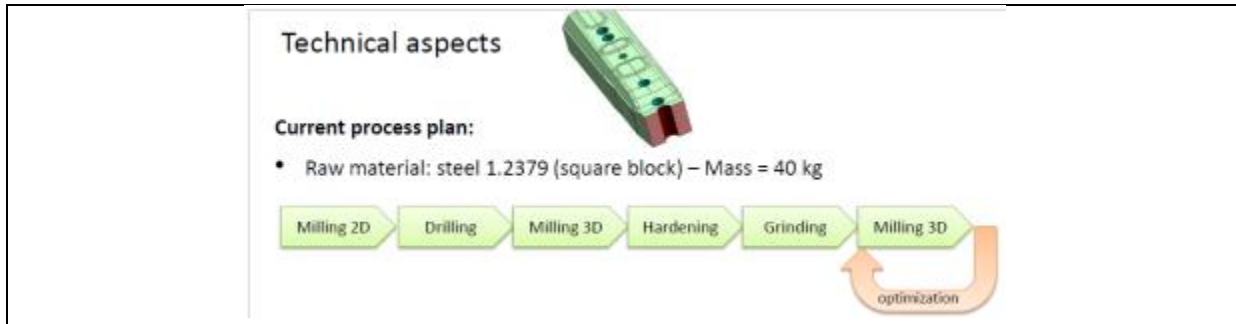 Technical aspects
Current process plan:
• Raw material: steel 1.2379 (square block) – Mass = 40 kg
Milling 2D Drilling Milling 3D Hardening Grinding Milling 3D
optimization